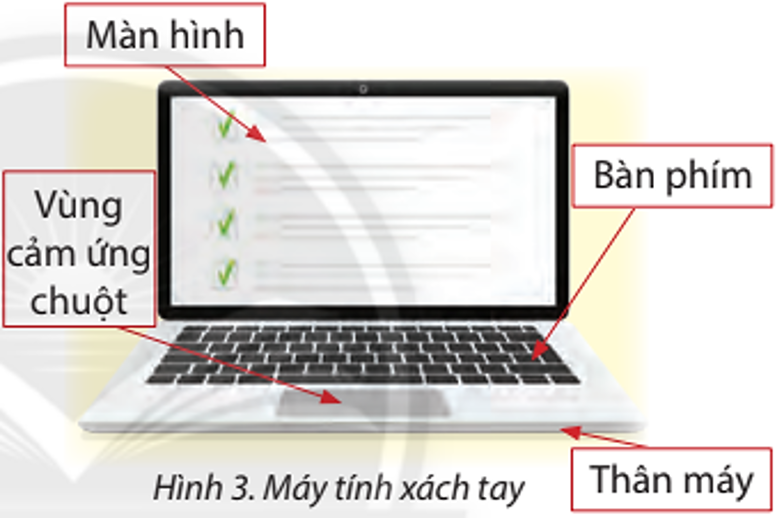 Màn hình
Bàn phím
Vùng
cảm ứng
chuột
Thân máy
Hình 3. Máy tính xách tay